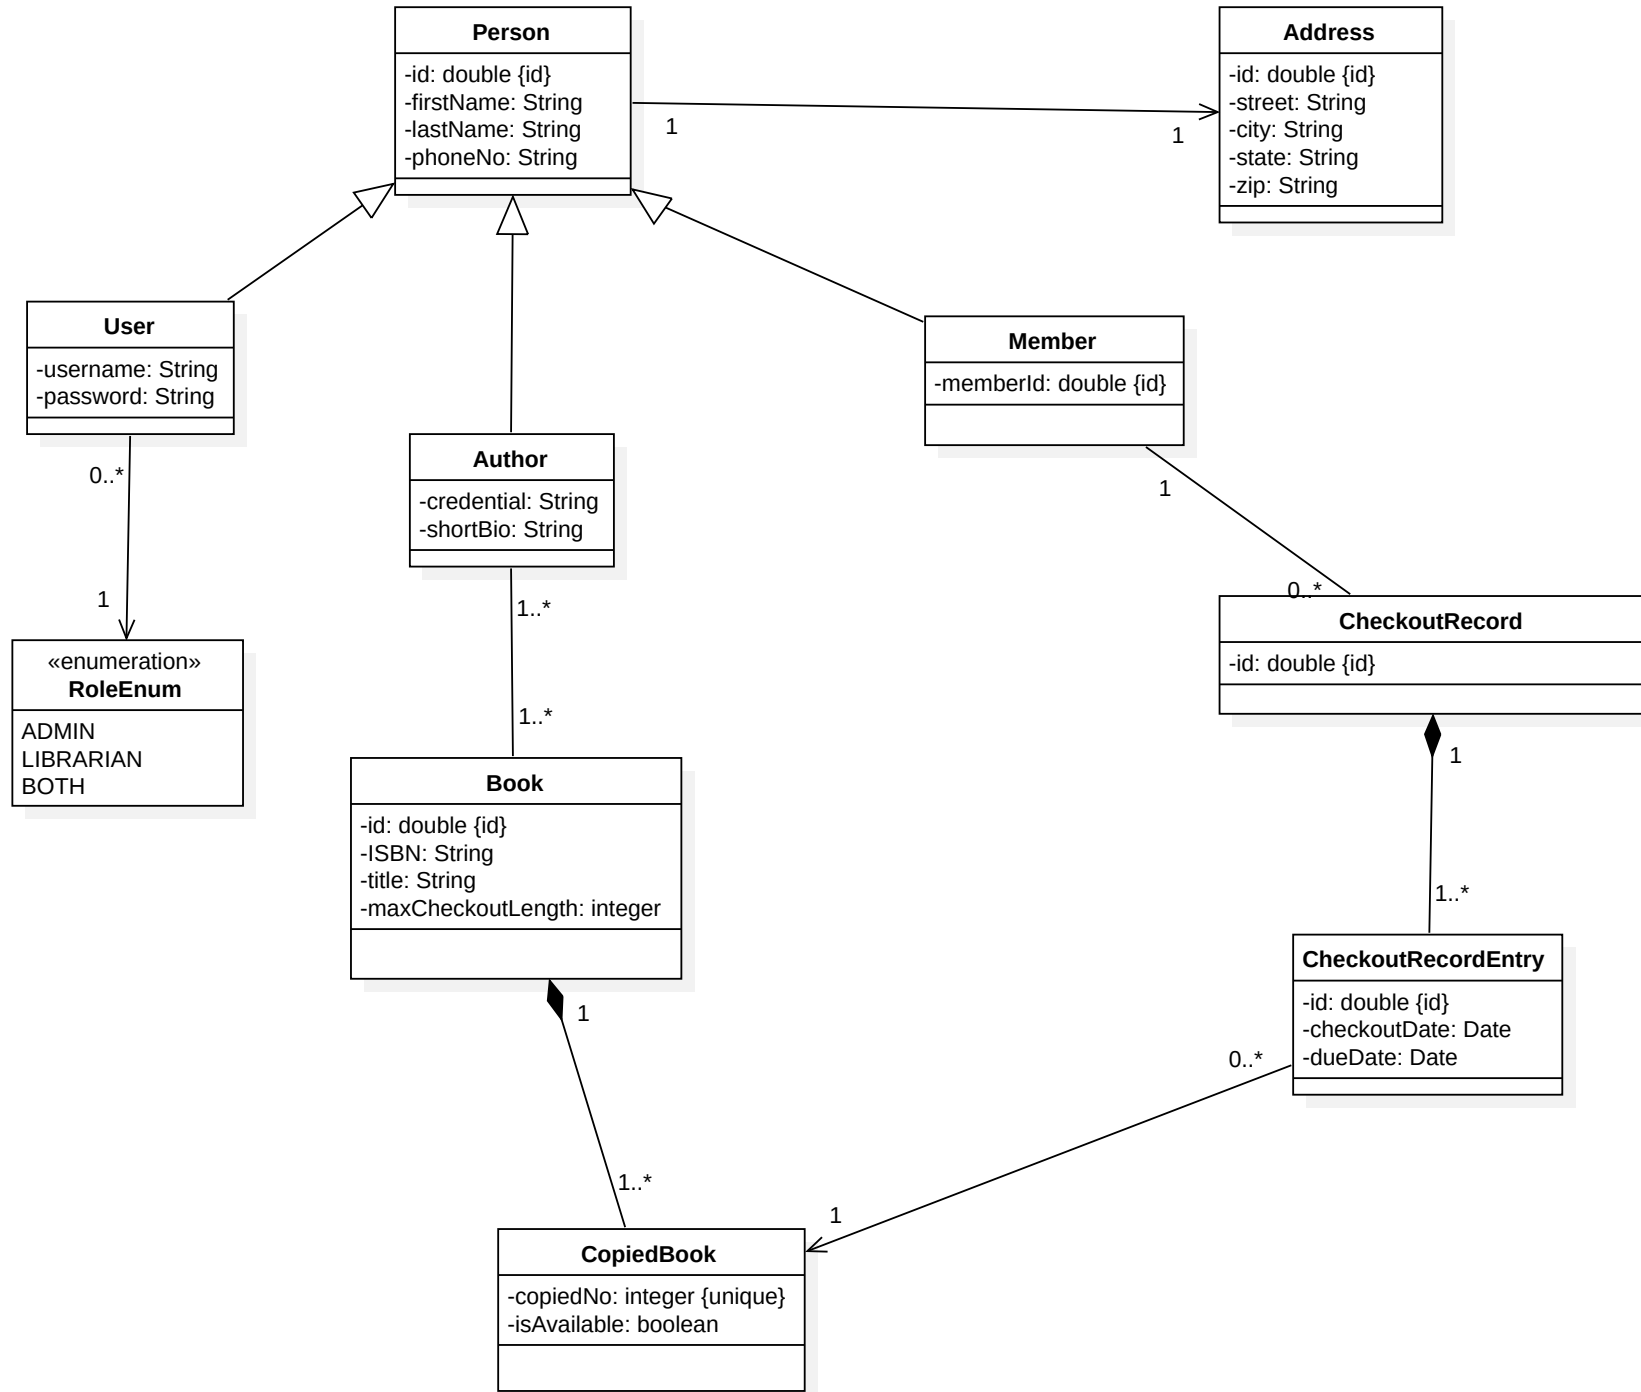 Person
-id: double {id}
-firstName: String
-lastName: String
-phoneNo: String
1
1
Address
-id: double {id}
-street: String
-city: String
-state: String
-zip: String
User
-username: String
-password: String
0..*
1
«enumeration»
RoleEnum
ADMIN
LIBRARIAN
BOTH
Author
-credential: String
-shortBio: String
1..*
1..*
Member
-memberId: double {id}
1
0..*
CheckoutRecord
-id: double {id}
1
1..*
Book
-id: double {id}
-ISBN: String
-title: String
-maxCheckoutLength: integer
1
1..*
CheckoutRecordEntry
-id: double {id}
-checkoutDate: Date
-dueDate: Date
0..*
1
CopiedBook
-copiedNo: integer {unique}
-isAvailable: boolean